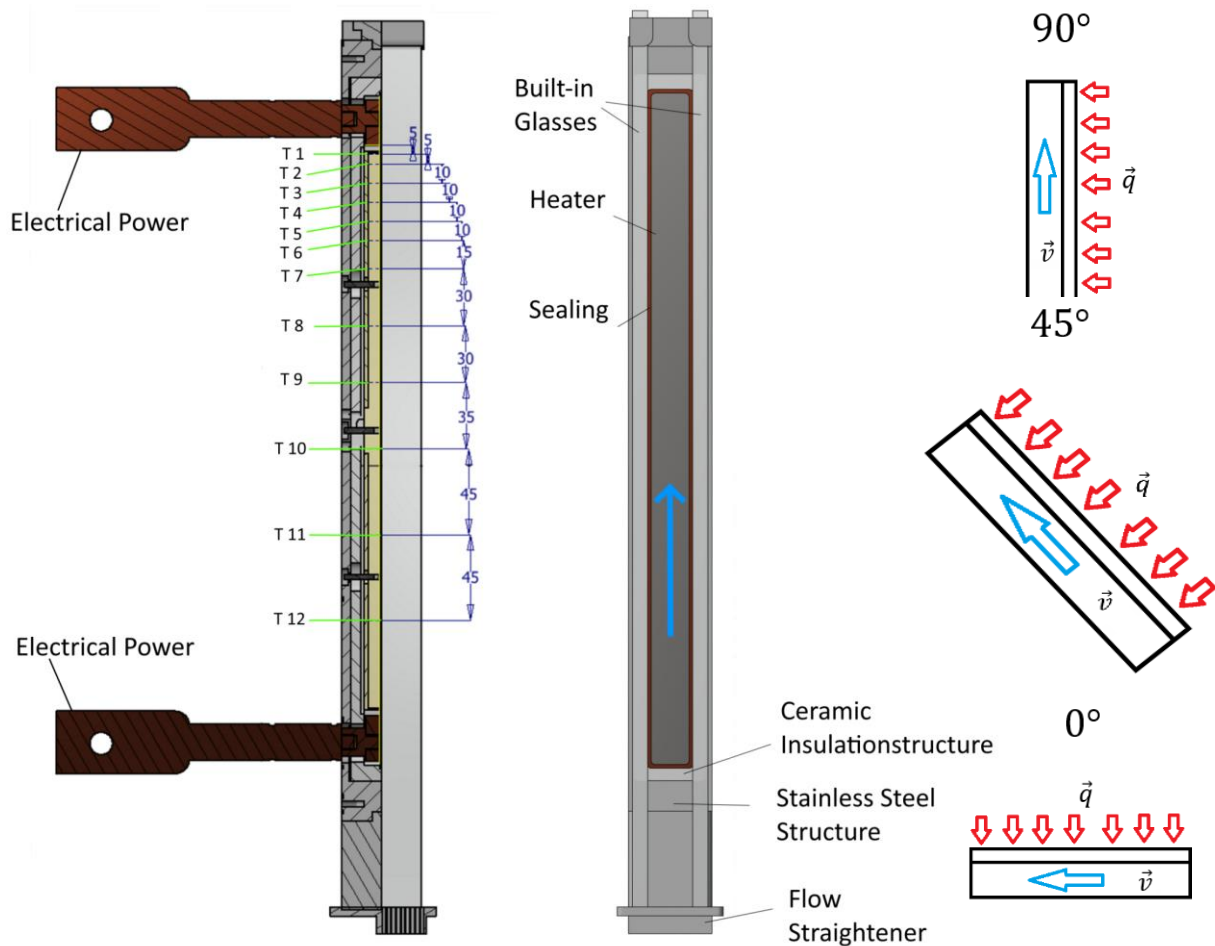 Electrical Power
T 1
T 2
T 3
T 4
T 5
T 6
T 7
T 8
T 9
T 10
T 11
T 12
5
5
10
10
10
10
15
30
30
35
45
45
Electrical Power
Built-in
Glasses
Heater
Sealing
Ceramic
Insulationstructure
Stainless Steel
Structure
Flow
Straightener
90°
q⃗
v⃗
45°
q⃗
v⃗
0°
q⃗
v⃗